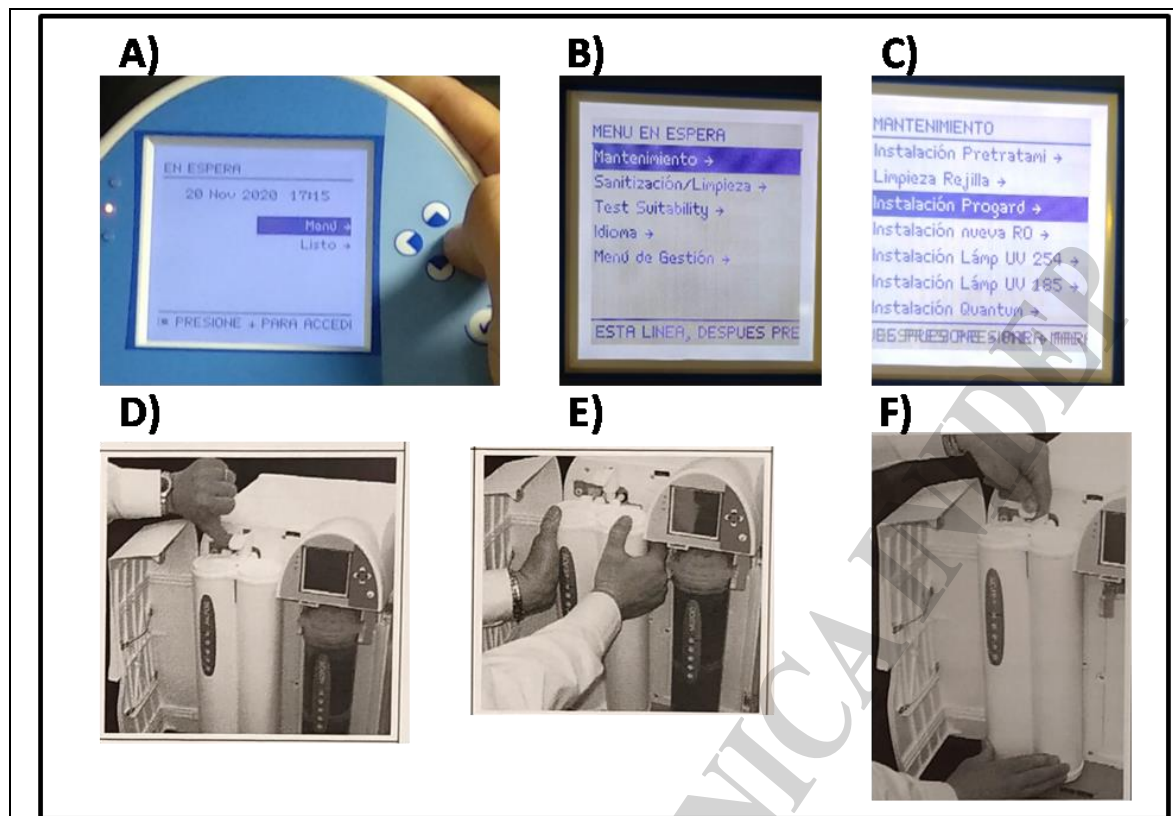 A)
EN ESPERA
20 Nov 2020 17:15
Menú →
Listo →
PRESIONE → PARA ACCEDI
B)
MENU EN ESPERA
Mantenimiento →
Sanitización/Limpieza →
Test Suitability →
Idioma →
Menú de Gestión →
ESTA LINEA, DESPUES PRE
C)
MANTENIMIENTO
Instalación Pretratami →
Limpieza Rejilla →
Instalación Progard →
Instalación nueva RO →
Instalación Lámp UV 254 →
Instalación Lámp UV 185 →
Instalación Quantum →
D)
E)
F)